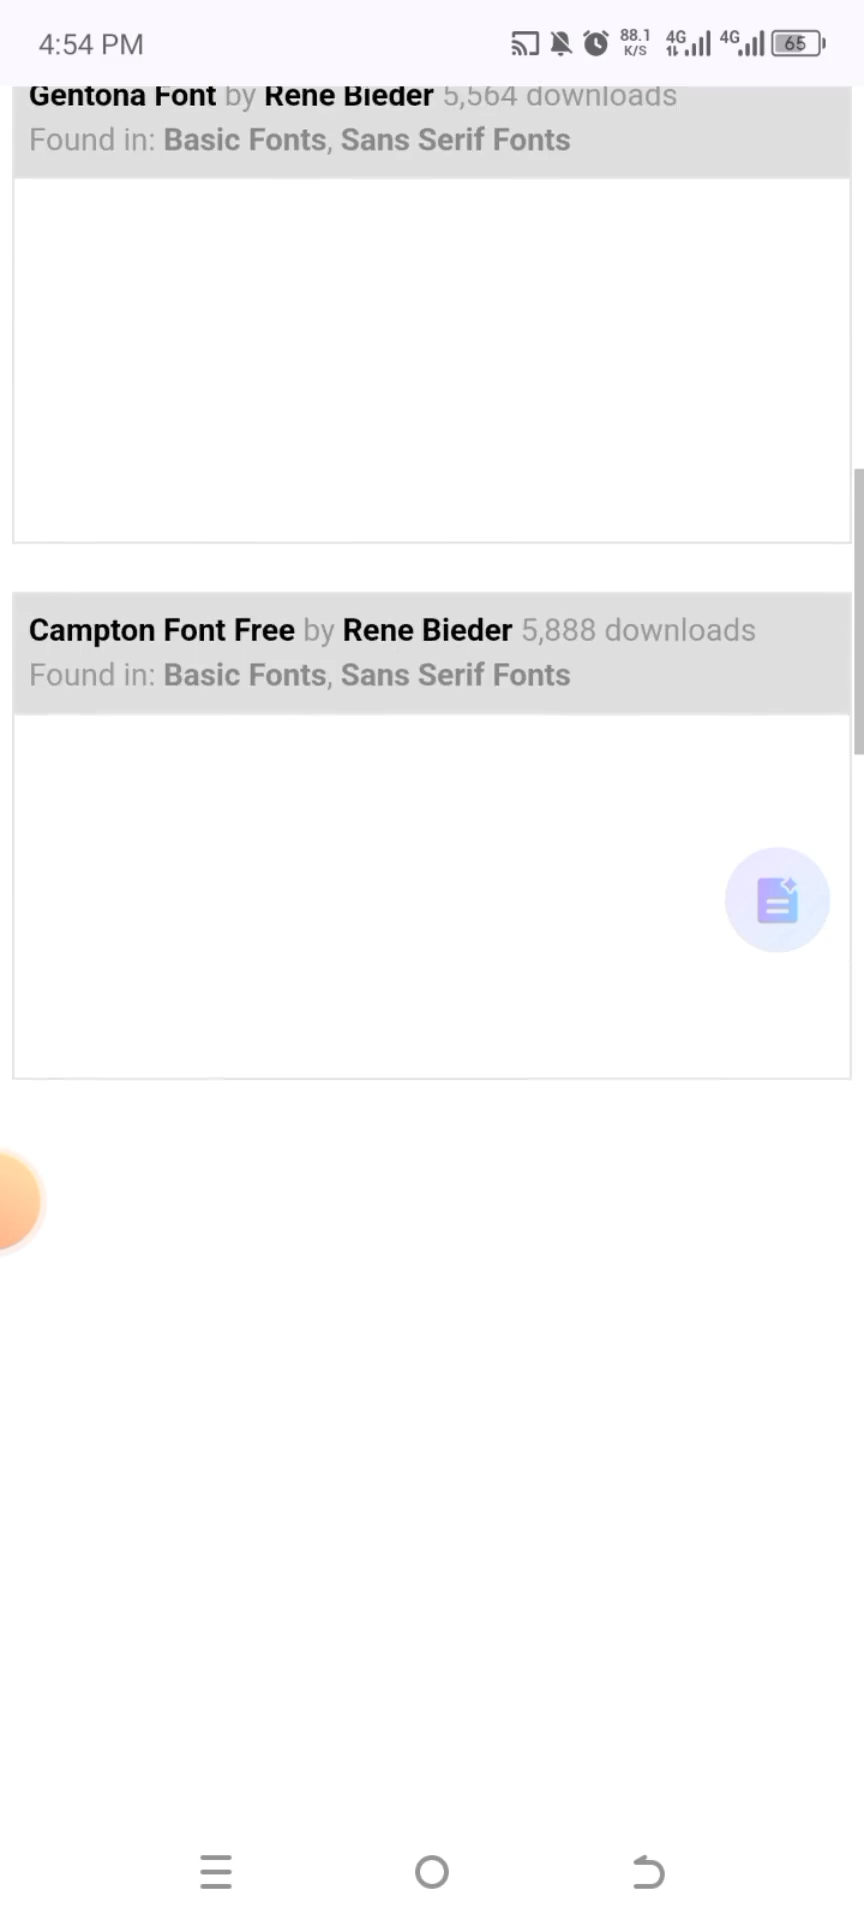 4:54 PM
88.1 K/S 4G 4G 65
Gentona Font by Rene Bieder 5,564 downloads
Found in: Basic Fonts, Sans Serif Fonts
Campton Font Free by Rene Bieder 5,888 downloads
Found in: Basic Fonts, Sans Serif Fonts